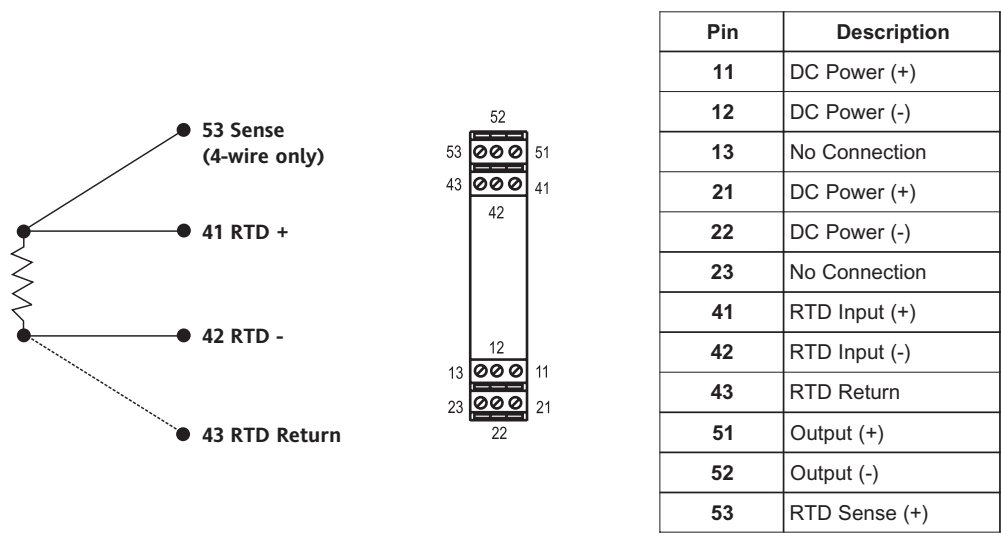 53 Sense
(4-wire only)
41 RTD +
42 RTD -
43 RTD Return
52
53 51
43 41
42
12
13 11
23 21
22
Pin Description
11 DC Power (+)
12 DC Power (-)
13 No Connection
21 DC Power (+)
22 DC Power (-)
23 No Connection
41 RTD Input (+)
42 RTD Input (-)
43 RTD Return
51 Output (+)
52 Output (-)
53 RTD Sense (+)